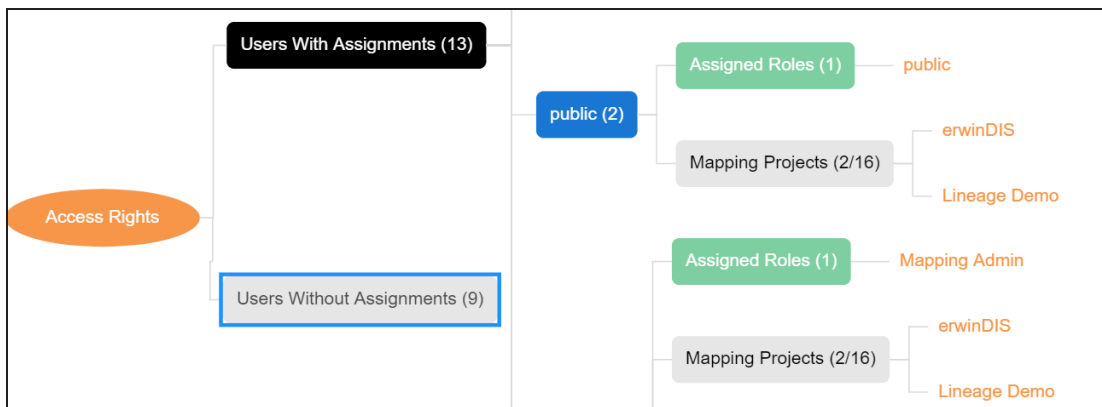 Users With Assignments (13)
Assigned Roles (1)
public
public (2)
erwinDIS
Mapping Projects (2/16)
Lineage Demo
Access Rights
Assigned Roles (1)
Mapping Admin
Users Without Assignments (9)
erwinDIS
Mapping Projects (2/16)
Lineage Demo